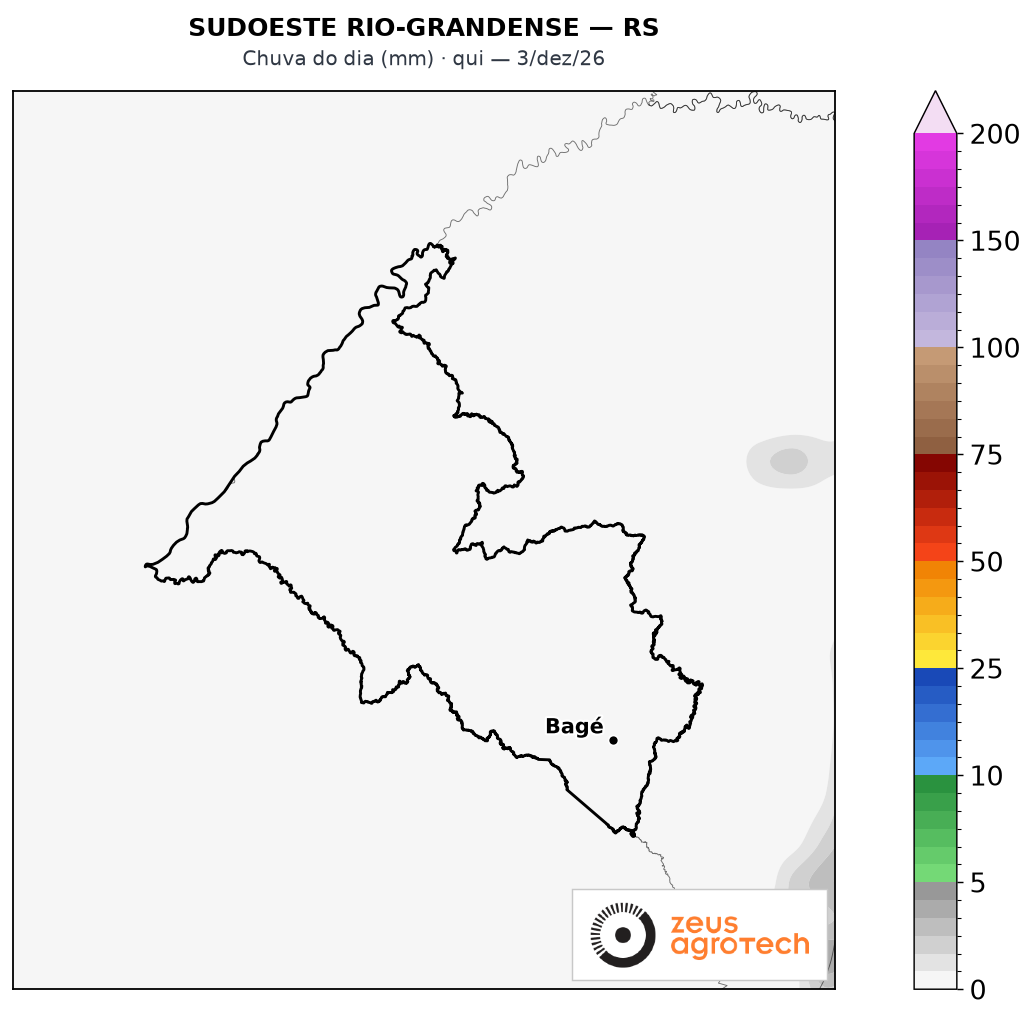 SUDOESTE RIO-GRANDENSE — RS
Chuva do dia (mm) · qui — 3/dez/26
200
150
100
75
50
25
10
5
0
Bagé
zeus
agrotech